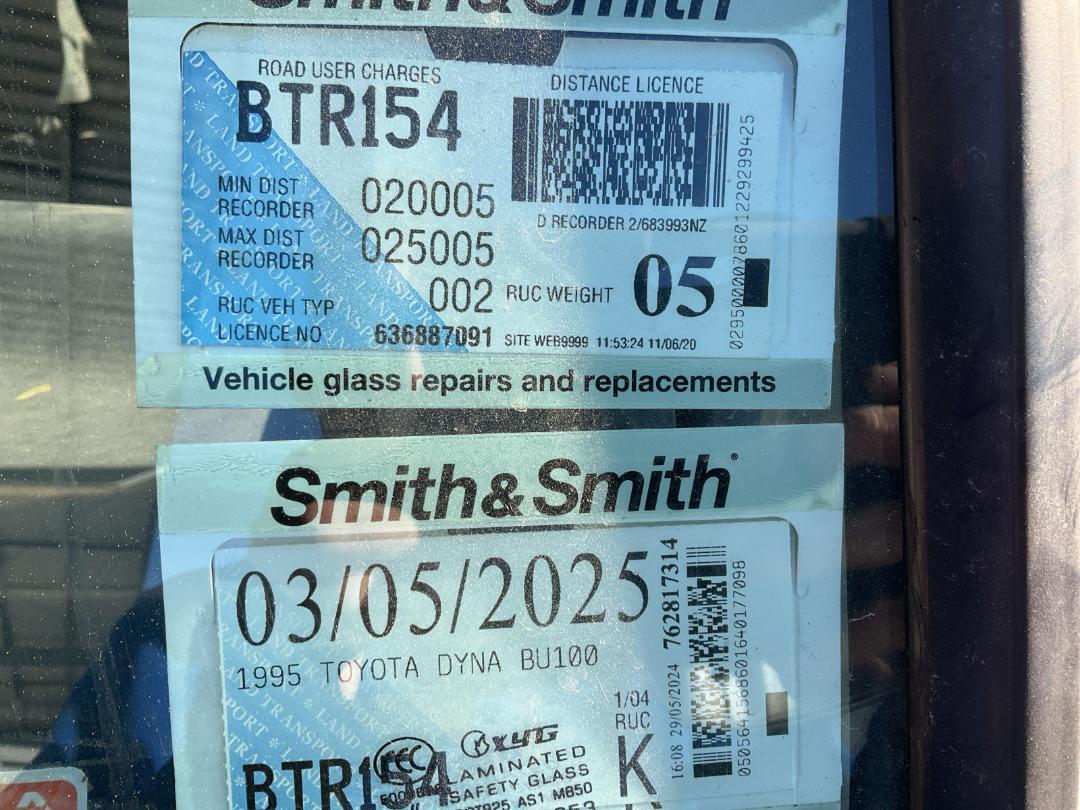 Smith&Smith
ROAD USER CHARGES
DISTANCE LICENCE
BTR154
MIN DIST RECORDER 020005
D RECORDER 2/683993NZ
MAX DIST RECORDER 025005
RUC VEH TYP 002
RUC WEIGHT 05
LICENCE NO 636887091
SITE WEB9999 11:53:24 11/06/20
Vehicle glass repairs and replacements
Smith&Smith
03/05/2025
762817314
1995 TOYOTA DYNA BU100
16:08 29/05/2024
1/04
RUC
K
BTR154
LAMINATED
SAFETY GLASS
AS1 M850